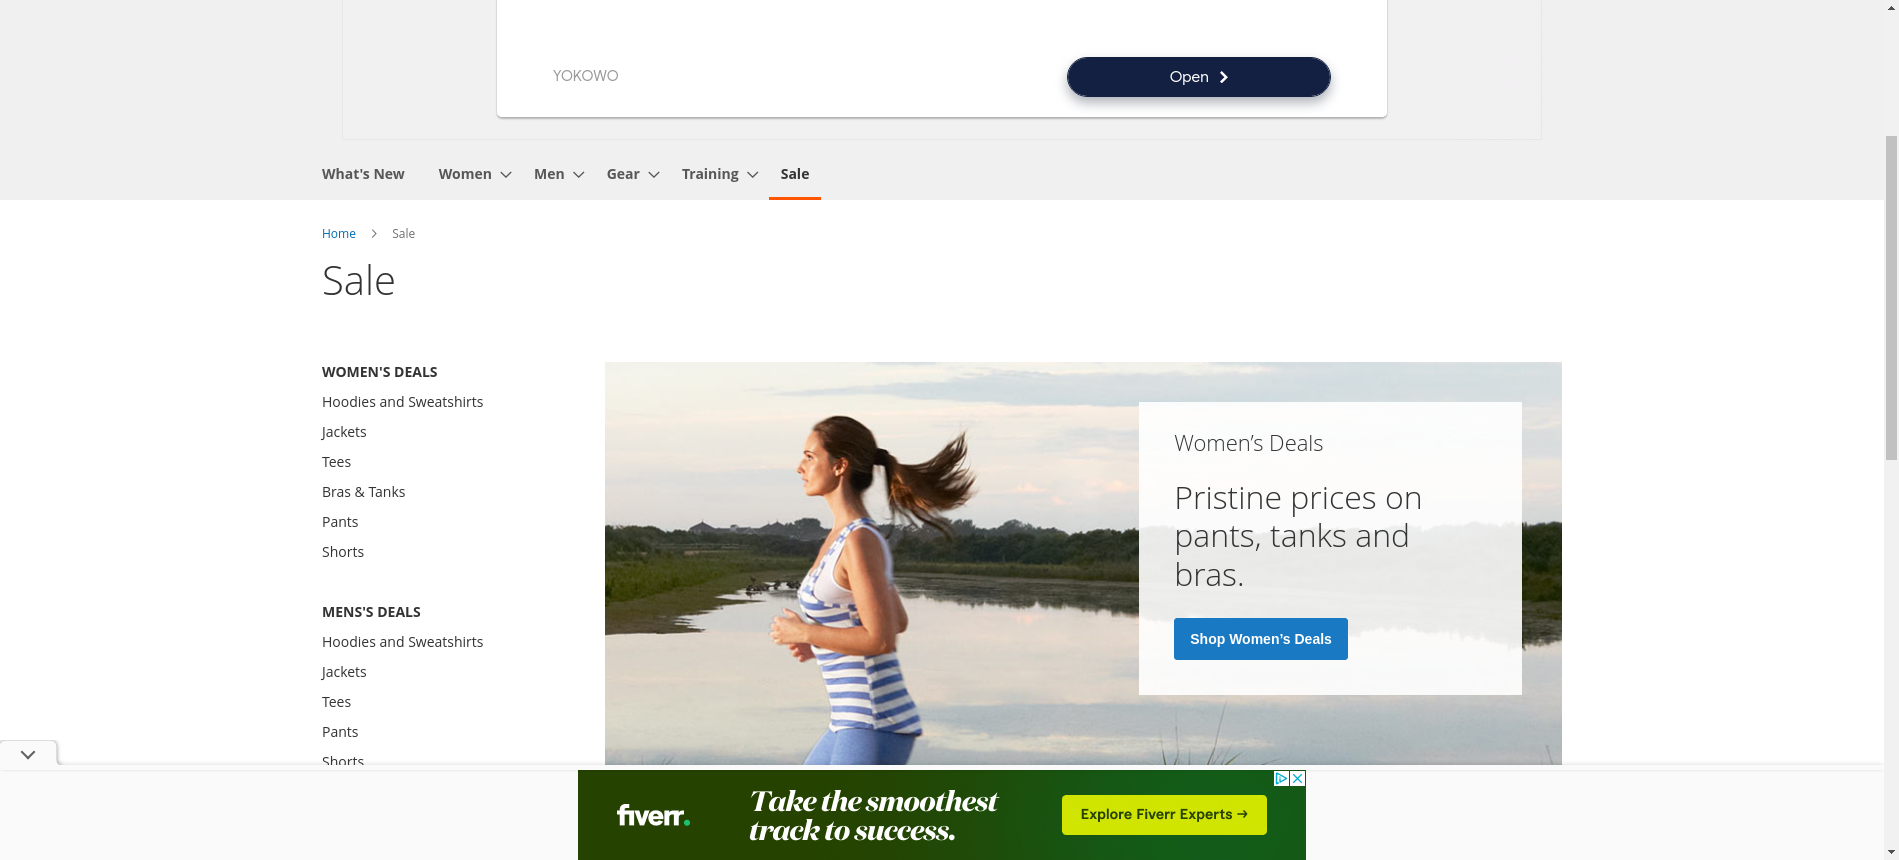 YOKOWO
Open
What's New
Women
Men
Gear
Training
Sale
Home
Sale
Sale
WOMEN'S DEALS
Hoodies and Sweatshirts
Jackets
Tees
Bras & Tanks
Pants
Shorts
MENS'S DEALS
Hoodies and Sweatshirts
Jackets
Tees
Pants
Shorts
Women’s Deals
Pristine prices on
pants, tanks and
bras.
Shop Women’s Deals
fiverr.
Take the smoothest
track to success.
Explore Fiverr Experts →